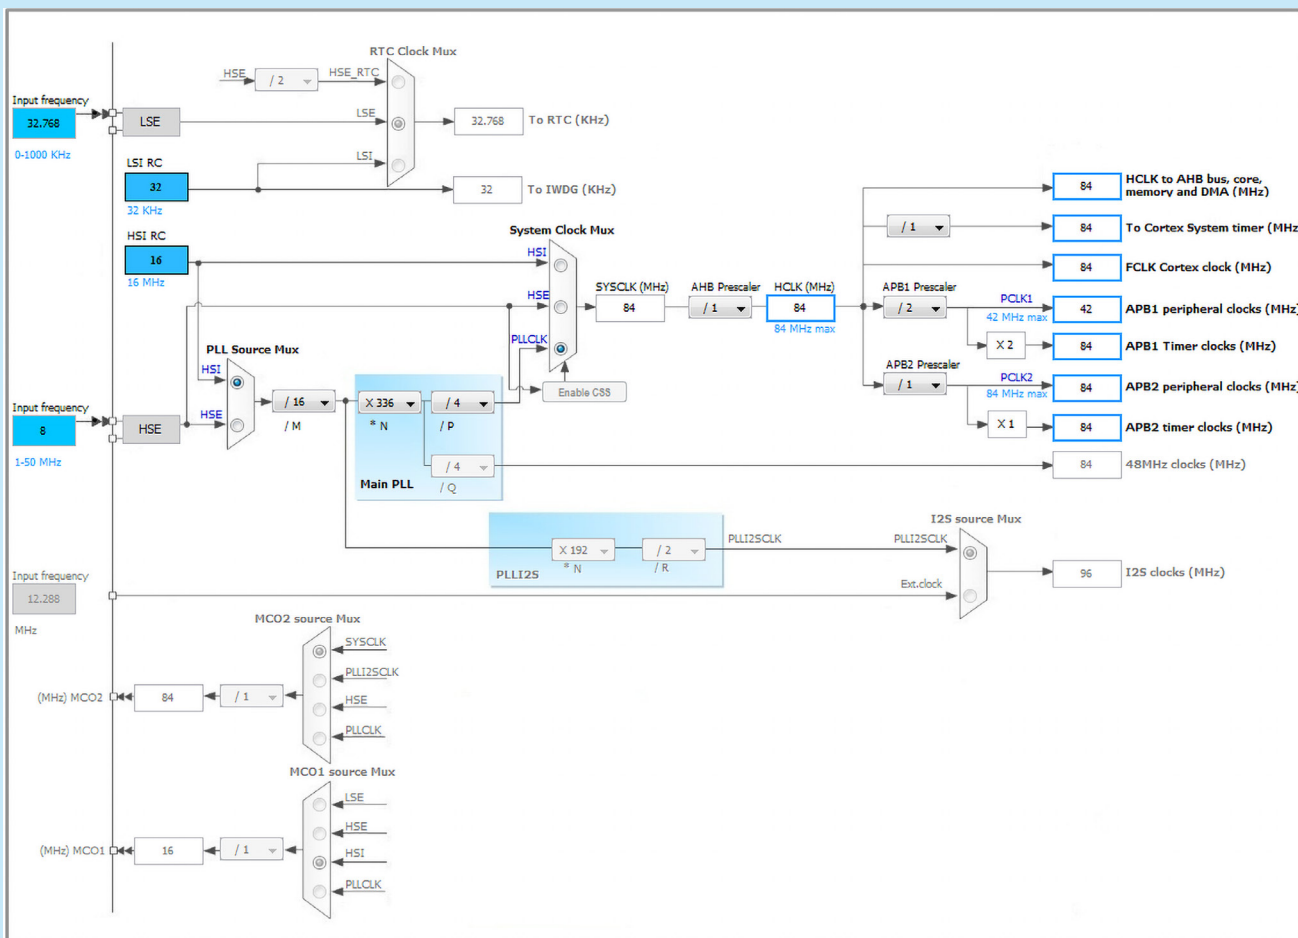 RTC Clock Mux
HSE
/ 2
HSE_RTC
Input frequency
32.768
LSE
LSE
32.768
To RTC (KHz)
0-1000 KHz
LSI RC
LSI
32
32
To IWDG (KHz)
32 KHz
HCLK to AHB bus, core,
memory and DMA (MHz)
84
HSI RC
System Clock Mux
/ 1
84
To Cortex System timer (MHz
16
HSI
16 MHz
84
FCLK Cortex clock (MHz)
HSE
SYSCLK (MHz)
AHB Prescaler
HCLK (MHz)
APB1 Prescaler
PCLK1
84
/ 1
84
/ 2
42
APB1 peripheral clocks (MHz)
84 MHz max
42 MHz max
PLLCLK
X 2
84
APB1 Timer clocks (MHz)
PLL Source Mux
HSI
APB2 Prescaler
PCLK2
/ 1
84
APB2 peripheral clocks (MHz)
84 MHz max
Enable CSS
Input frequency
HSE
/ 16
X 336
/ 4
8
HSE
/ M
* N
/ P
X 1
84
APB2 timer clocks (MHz)
1-50 MHz
/ 4
84
48MHz clocks (MHz)
Main PLL
/ Q
I2S source Mux
PLLI2SCLK
PLLI2SCLK
X 192
/ 2
PLLI2S
* N
/ R
96
I2S clocks (MHz)
Input frequency
12.288
Ext.clock
MHz
MCO2 source Mux
SYSCLK
PLLI2SCLK
(MHz) MCO2
84
/ 1
HSE
PLLCLK
MCO1 source Mux
LSE
HSE
(MHz) MCO1
16
/ 1
HSI
PLLCLK